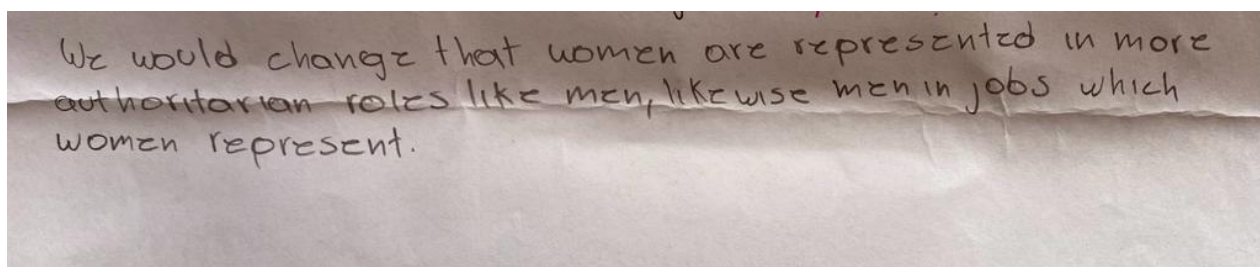 We would change that women are represented in more
authoritarian roles like men, likewise men in jobs which
women represent.